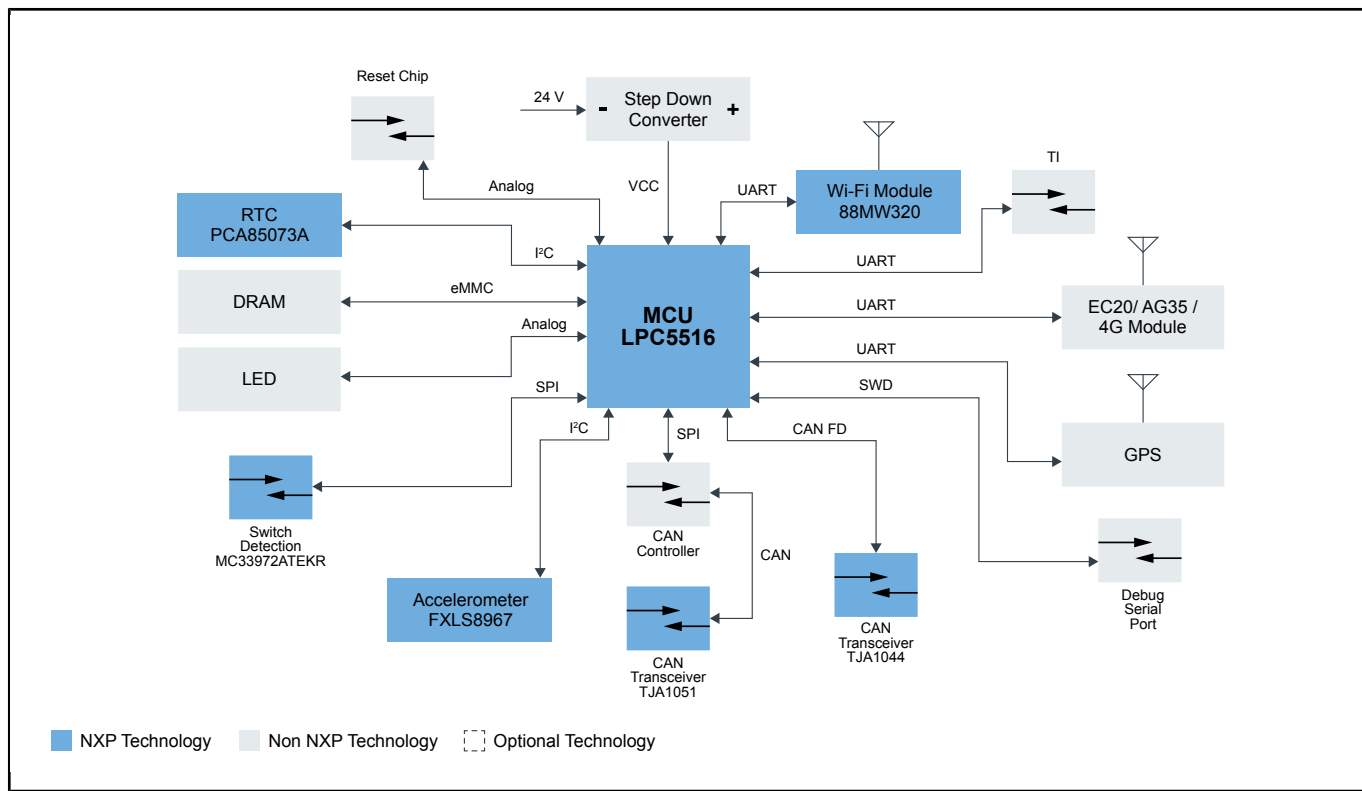 Reset Chip
24 V
- Step Down +
Converter
TI
Analog
VCC
UART
Wi-Fi Module
88MW320
RTC
PCA85073A
I²C
UART
DRAM
eMMC
MCU
LPC5516
UART
EC20/ AG35 /
4G Module
Analog
UART
LED
SPI
SWD
I²C
SPI
CAN FD
GPS
Switch
Detection
MC33972ATEKR
CAN
Controller
CAN
Accelerometer
FXLS8967
Debug
Serial
Port
CAN
Transceiver
TJA1051
CAN
Transceiver
TJA1044
NXP Technology
Non NXP Technology
Optional Technology